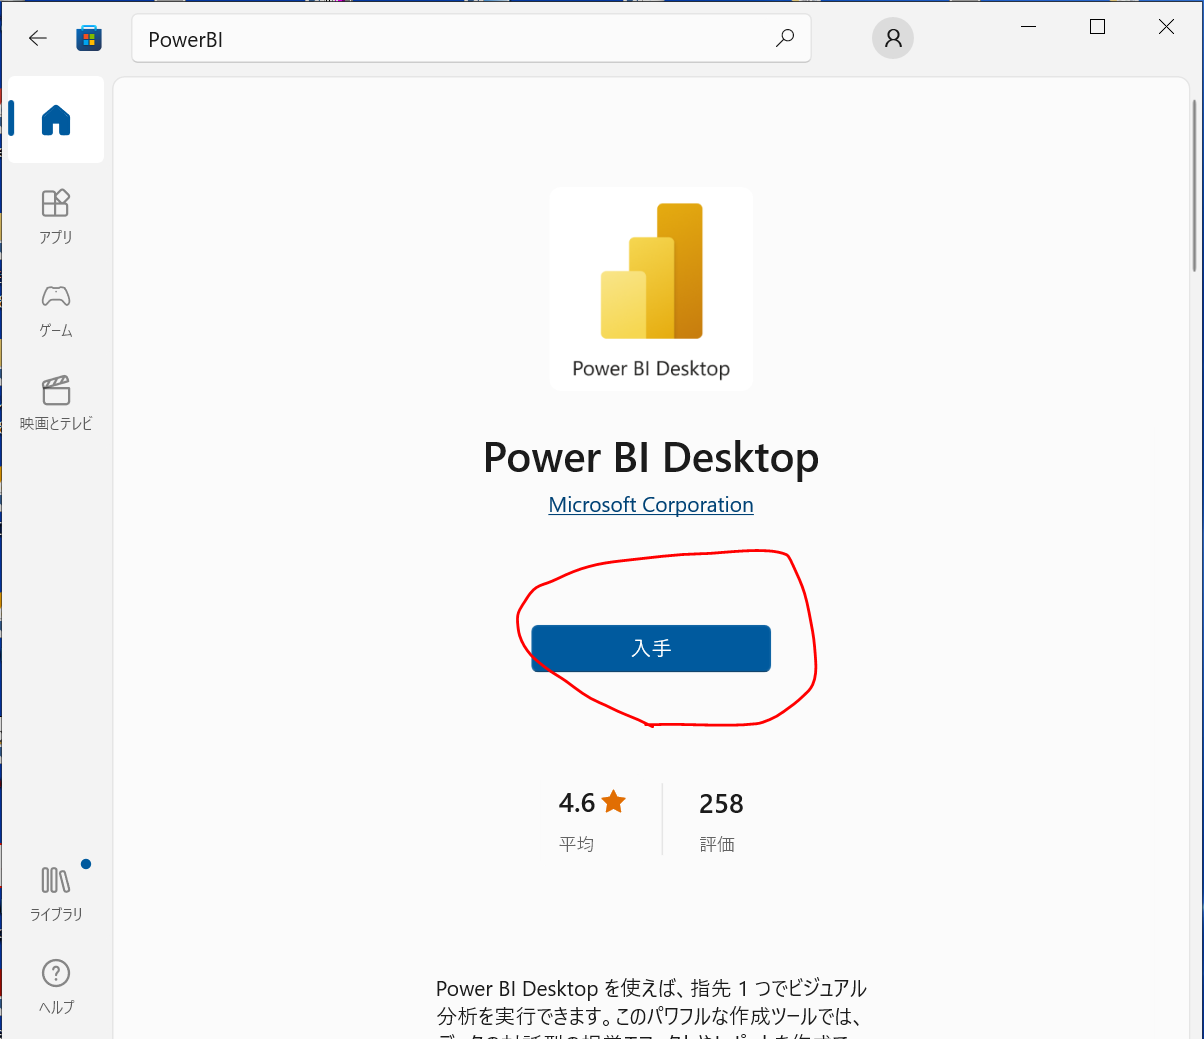 PowerBI
アプリ
ゲーム
映画とテレビ
ライブラリ
ヘルプ
Power BI Desktop
Power BI Desktop
Microsoft Corporation
入手
4.6
平均
258
評価
Power BI Desktop を使えば、指先 1 つでビジュアル
分析を実行できます。このパワフルな作成ツールでは、